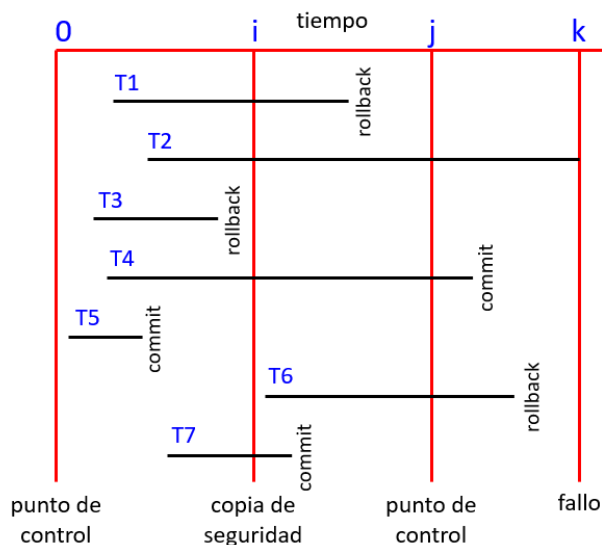 tiempo
0 i j k
T1
rollback
T2
T3
rollback
T4
commit
T5
commit
T6
rollback
T7
commit
punto de control
copia de seguridad
punto de control
fallo